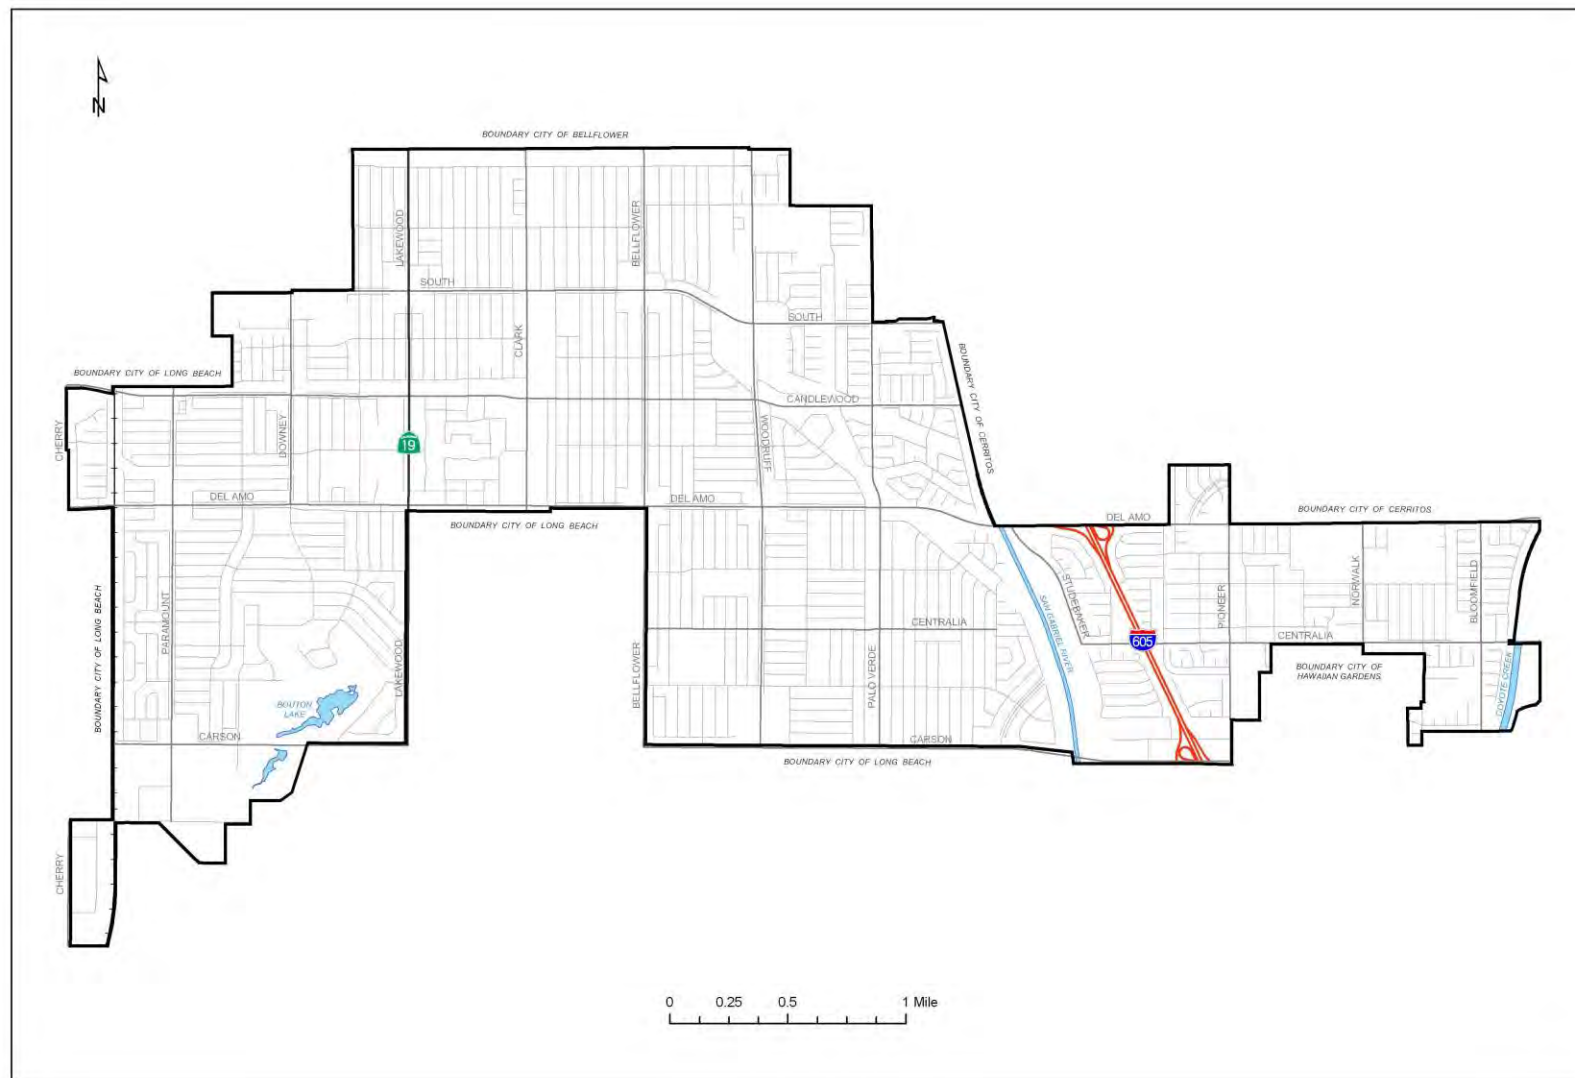 N
BOUNDARY CITY OF BELLFLOWER
LAKEWOOD
BELLFLOWER
SOUTH
SOUTH
CLARK
BOUNDARY CITY OF LONG BEACH
BOUNDARY CITY OF CERRITOS
CANDLEWOOD
CHERRY
DOWNEY
19
WOODRUFF
DEL AMO
DEL AMO
BOUNDARY CITY OF LONG BEACH
DEL AMO
BOUNDARY CITY OF CERRITOS
BOUNDARY CITY OF LONG BEACH
PARAMOUNT
STUDEBAKER
PIONEER
NORWALK
BLOOMFIELD
CENTRALIA
SAN GABRIEL RIVER
605
CENTRALIA
LAKEWOOD
BELLFLOWER
PALO VERDE
BOUNDARY CITY OF
HAWAIIAN GARDENS
COYOTE CREEK
BOUTON
LAKE
CARSON
CARSON
BOUNDARY CITY OF LONG BEACH
CHERRY
0 0.25 0.5 1 Mile